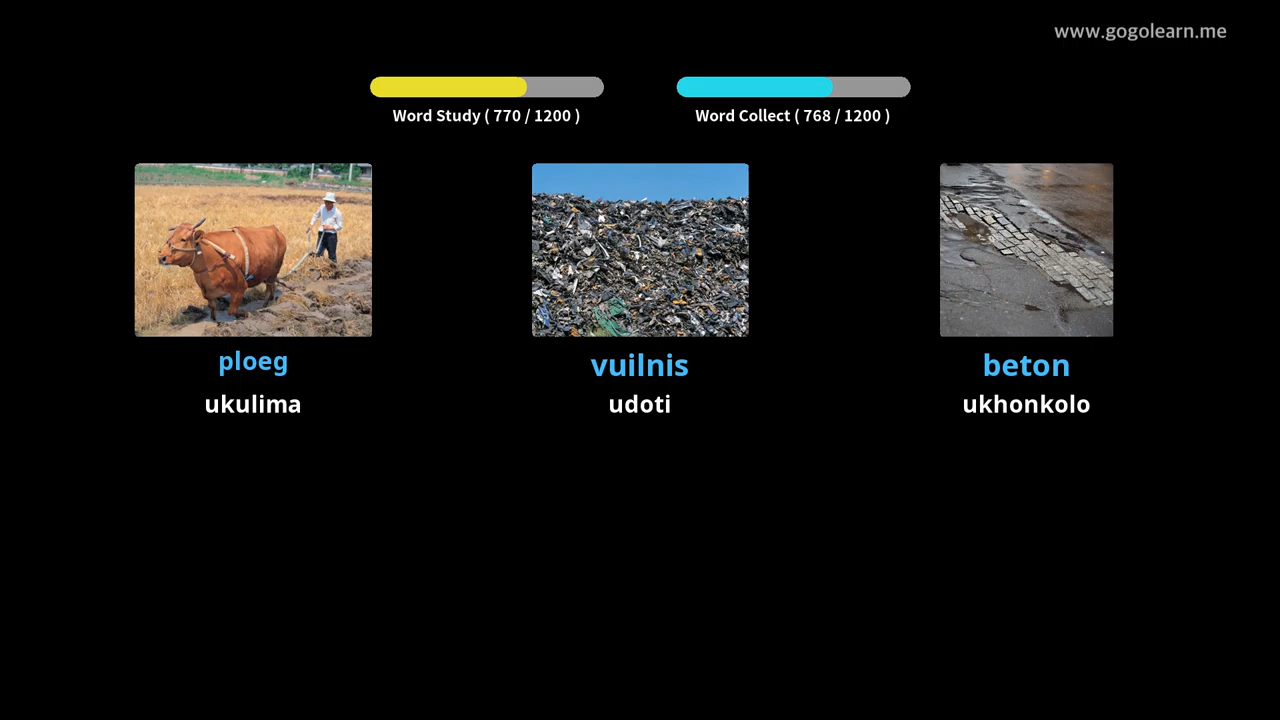 www.gogolearn.me
Word Study ( 770 / 1200 )
Word Collect ( 768 / 1200 )
ploeg
ukulima
vuilnis
udoti
beton
ukhonkolo